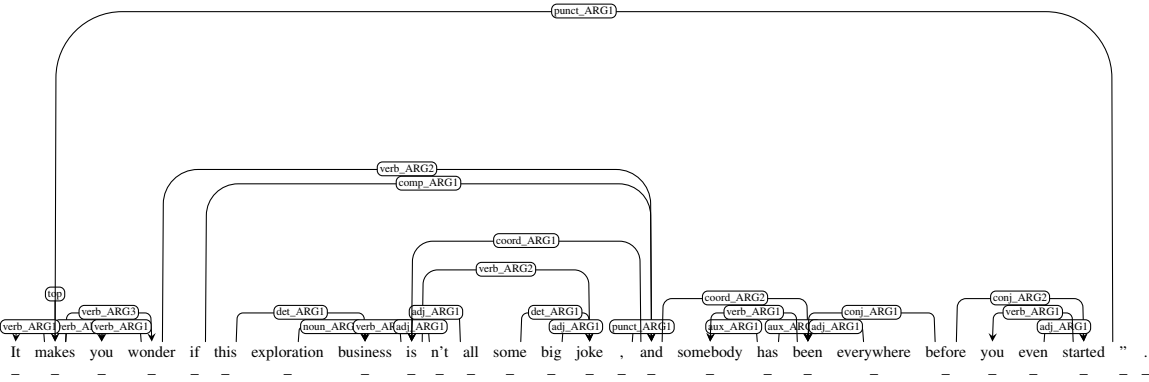 punct_ARG1
verb_ARG2
comp_ARG1
coord_ARG1
verb_ARG2
top coord_ARG2 conj_ARG2
verb_ARG3 det_ARG1 adj_ARG1 det_ARG1 verb_ARG1 conj_ARG1 verb_ARG1
verb_ARG1 verb_ARG1 adj_ARG1 adj_ARG1 punct_ARG1 aux_ARG1 adj_ARG1 adj_ARG1
It makes you wonder if this exploration business is n't all some big joke , and somebody has been everywhere before you even started ” .
_ _ _ _ _ _ _ _ _ _ _ _ _ _ _ _ _ _ _ _ _ _ _ _ _ _